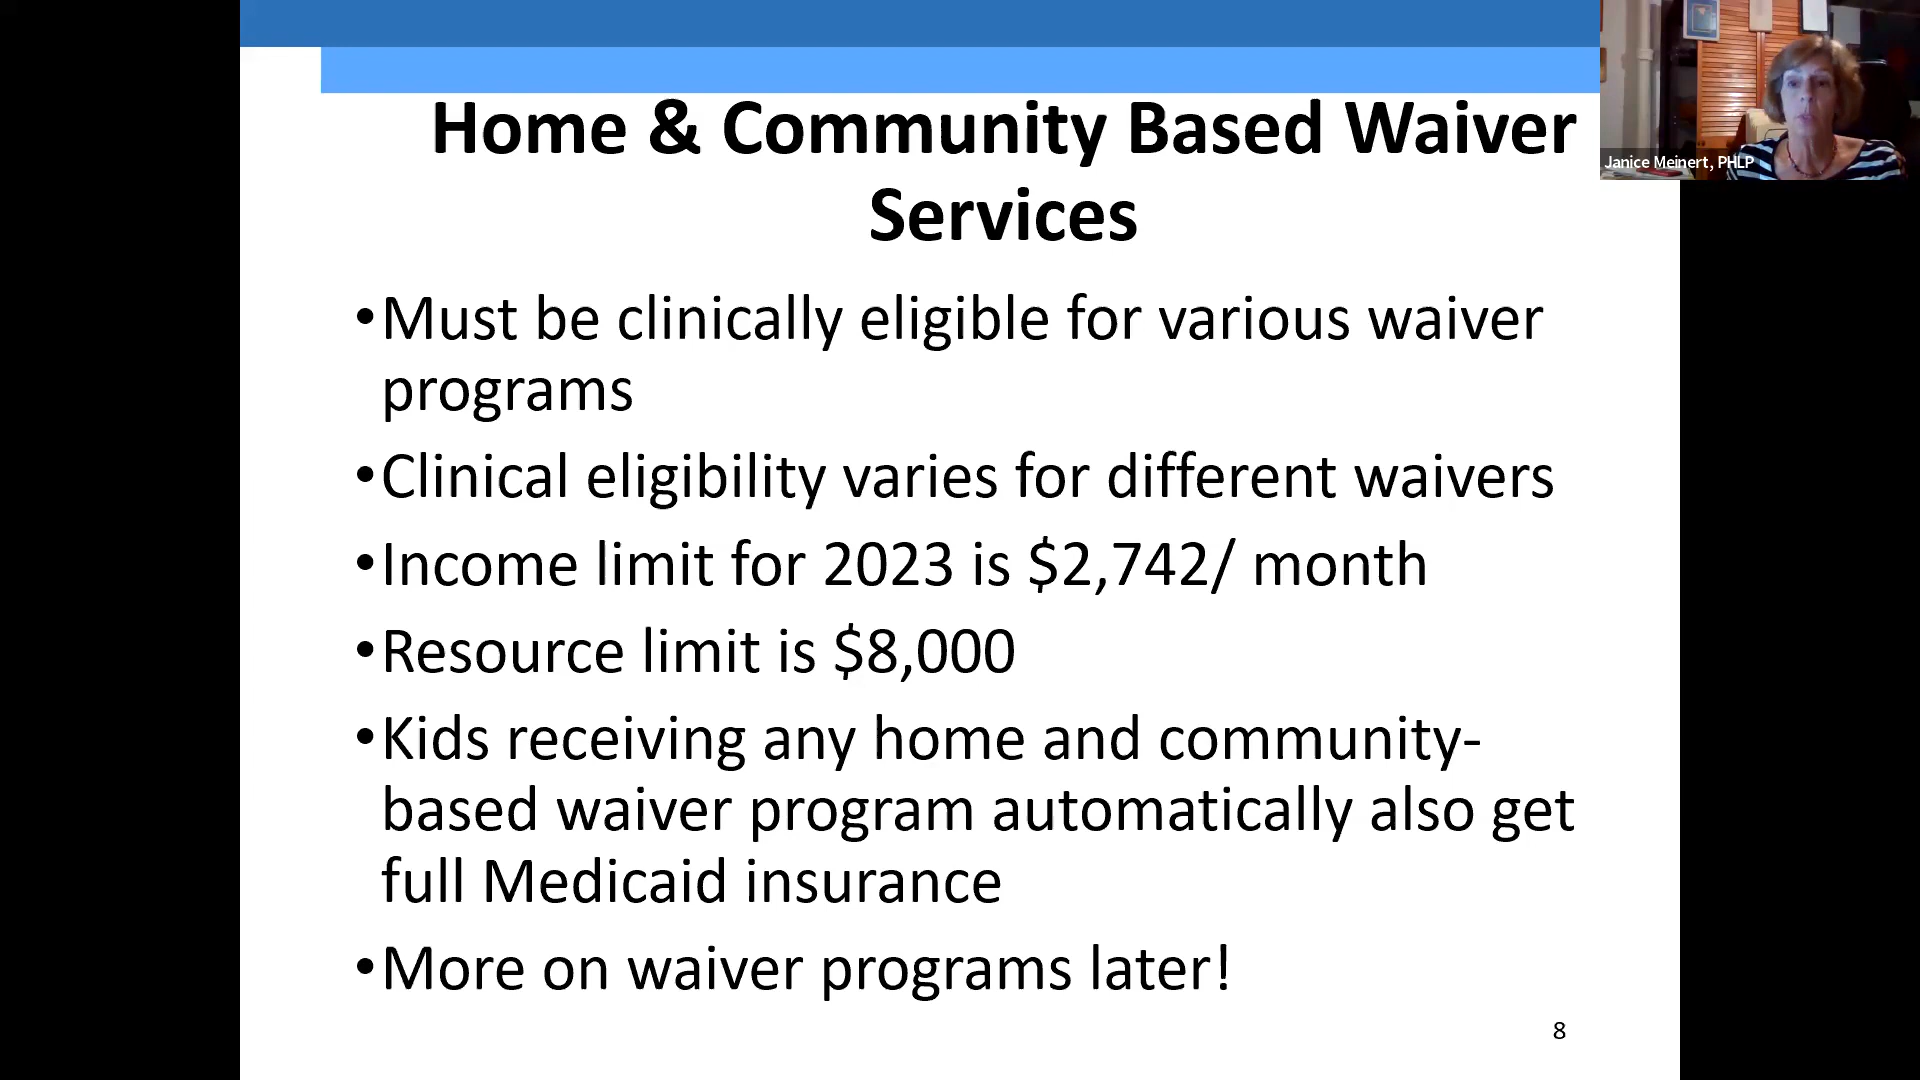 Home & Community Based Waiver
Services
Janice Meinert, PHLP
•Must be clinically eligible for various waiver
programs
•Clinical eligibility varies for different waivers
•Income limit for 2023 is $2,742/ month
•Resource limit is $8,000
•Kids receiving any home and community-
based waiver program automatically also get
full Medicaid insurance
•More on waiver programs later!
8